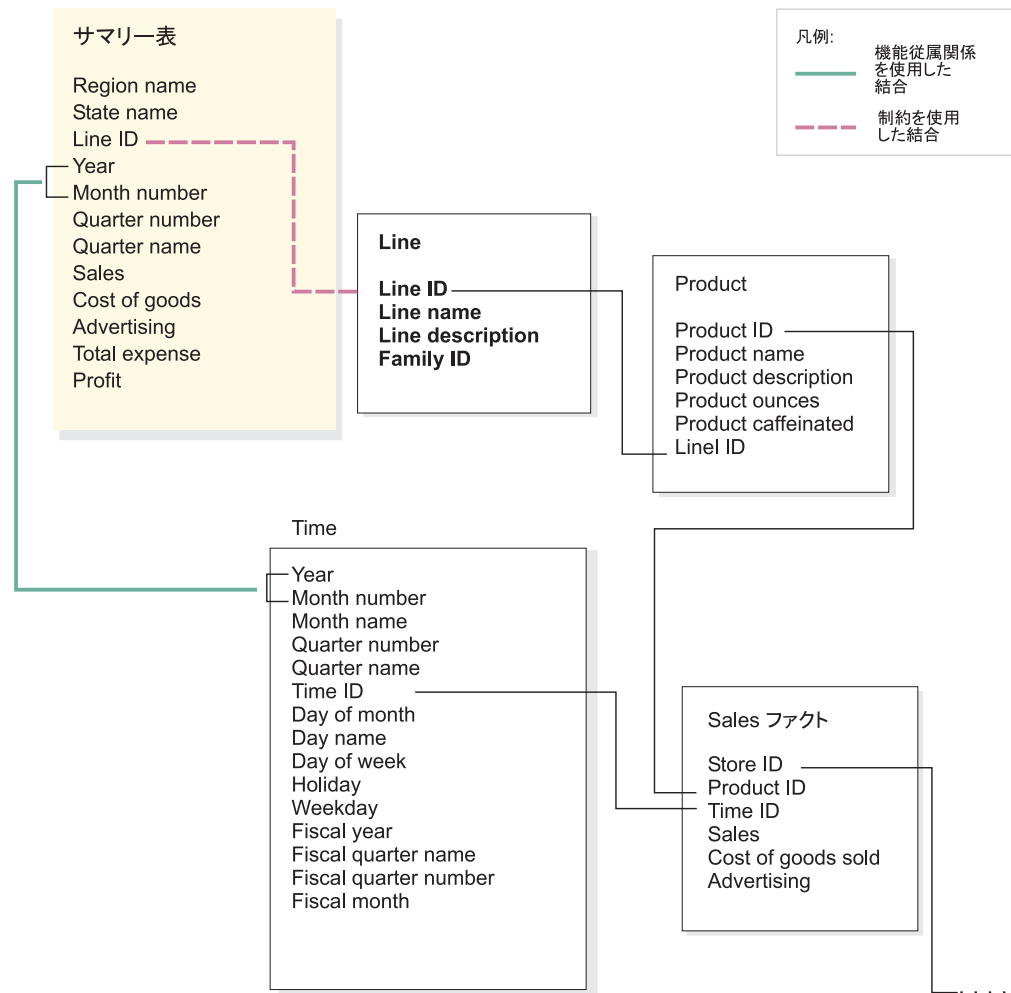 サマリー表
Region name
State name
Line ID
Year
Month number
Quarter number
Quarter name
Sales
Cost of goods
Advertising
Total expense
Profit
凡例:
機能従属関係
を使用した
結合
制約を使用
した結合
Line
Line ID
Line name
Line description
Family ID
Product
Product ID
Product name
Product description
Product ounces
Product caffeinated
Linel ID
Time
Year
Month number
Month name
Quarter number
Quarter name
Time ID
Day of month
Day name
Day of week
Holiday
Weekday
Fiscal year
Fiscal quarter name
Fiscal quarter number
Fiscal month
Sales ファクト
Store ID
Product ID
Time ID
Sales
Cost of goods sold
Advertising